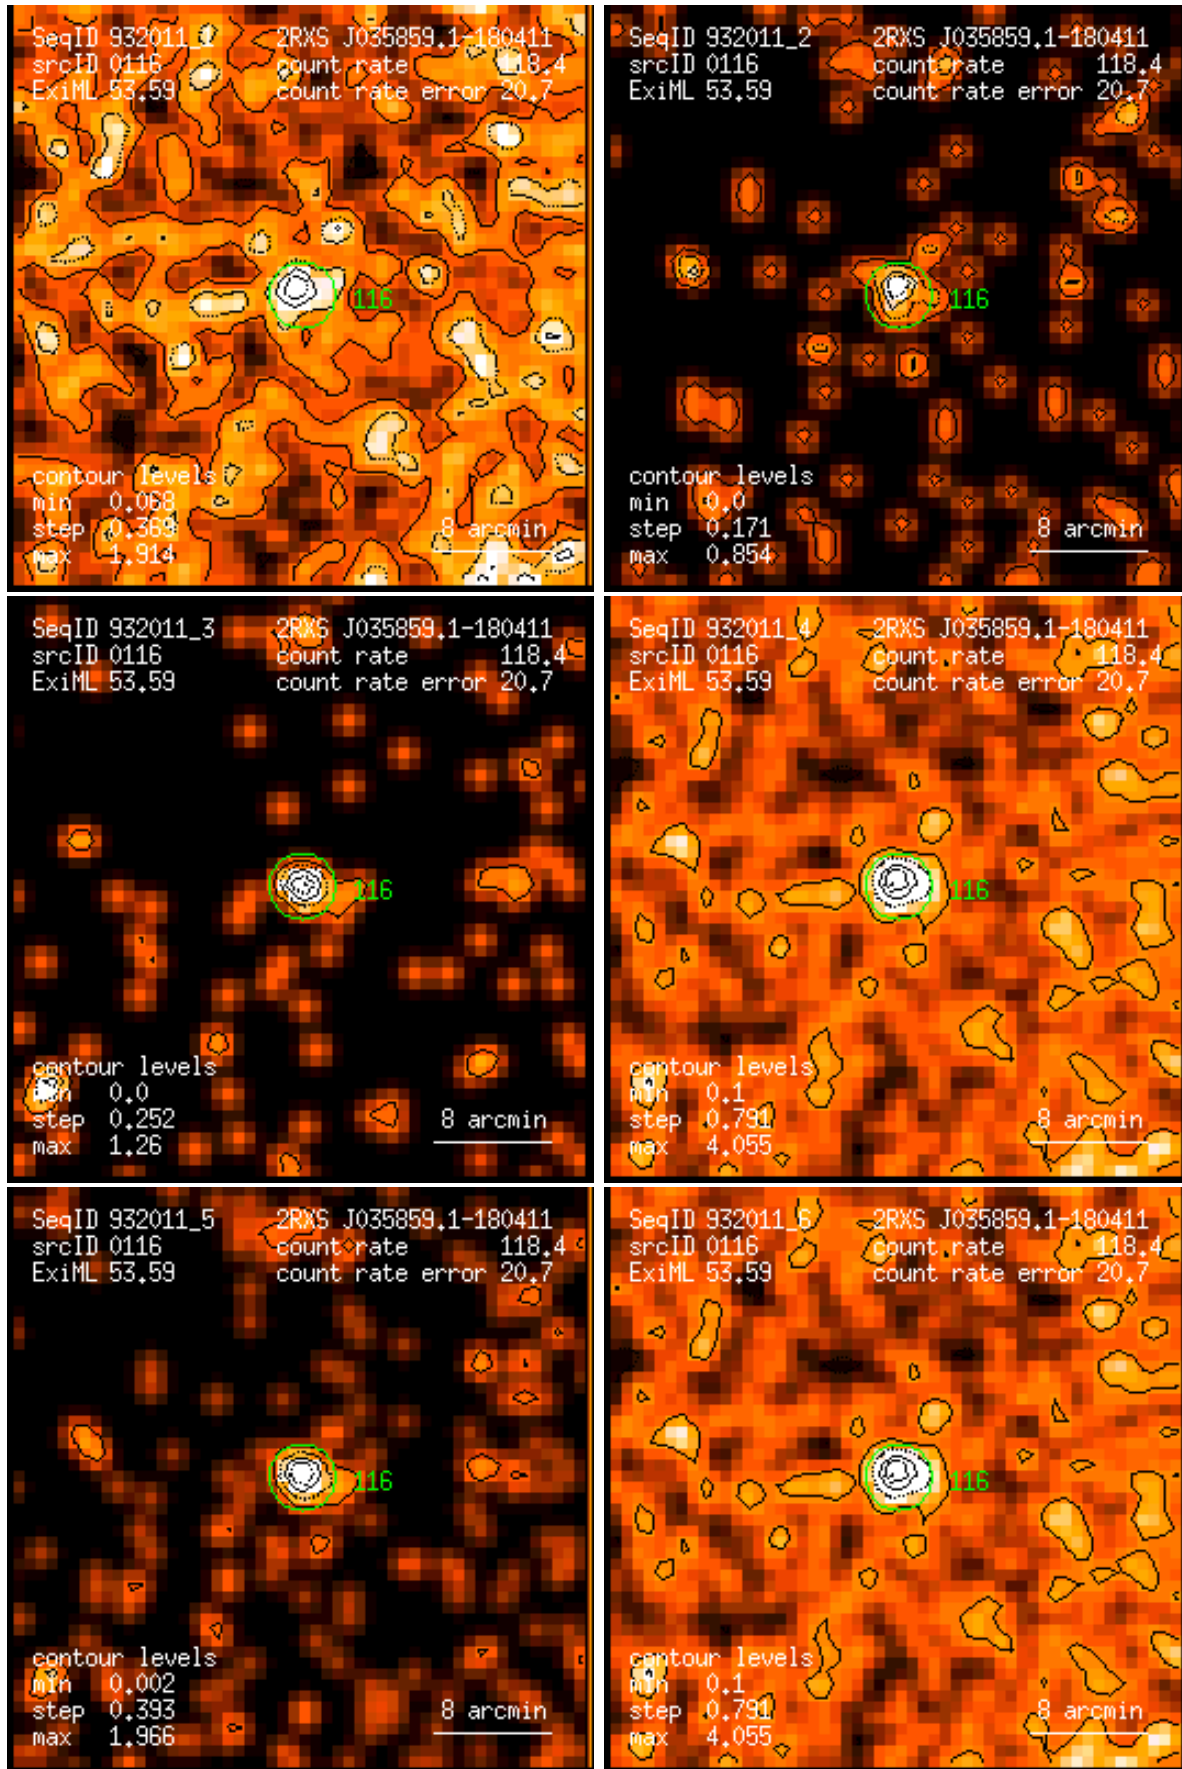 SeqID 932011_1 2RXS J035859.1-180411
srcID 0116 count rate 118.4
ExiML 53.59 count rate error 20.7
116
contour levels
min 0.068
step 0.369 8 arcmin
max 1.914
SeqID 932011_2 2RXS J035859.1-180411
srcID 0116 count rate 118.4
ExiML 53.59 count rate error 20.7
116
contour levels
min 0.0
step 0.171 8 arcmin
max 0.854
SeqID 932011_3 2RXS J035859.1-180411
srcID 0116 count rate 118.4
ExiML 53.59 count rate error 20.7
116
contour levels
min 0.0
step 0.252 8 arcmin
max 1.26
SeqID 932011_4 2RXS J035859.1-180411
srcID 0116 count rate 118.4
ExiML 53.59 count rate error 20.7
116
contour levels
min 0.1
step 0.791 8 arcmin
max 4.055
SeqID 932011_5 2RXS J035859.1-180411
srcID 0116 count rate 118.4
ExiML 53.59 count rate error 20.7
116
contour levels
min 0.002
step 0.393 8 arcmin
max 1.966
SeqID 932011_6 2RXS J035859.1-180411
srcID 0116 count rate 118.4
ExiML 53.59 count rate error 20.7
116
contour levels
min 0.1
step 0.791 8 arcmin
max 4.055